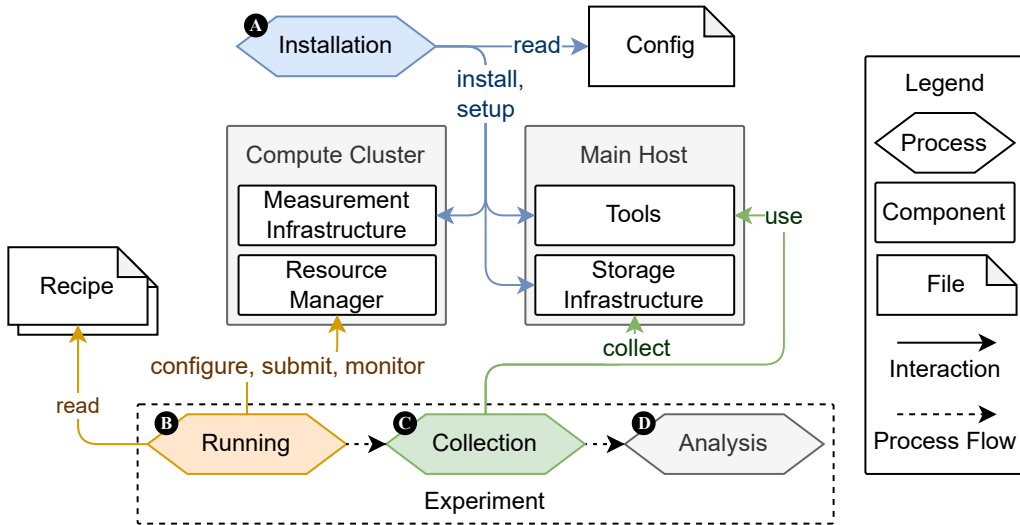 A
Installation
read
Config
install,
setup
Compute Cluster
Measurement
Infrastructure
Resource
Manager
Main Host
Tools
Storage
Infrastructure
use
collect
Recipe
read
configure, submit, monitor
B
Running
C
Collection
D
Analysis
Experiment
Legend
Process
Component
File
Interaction
Process Flow